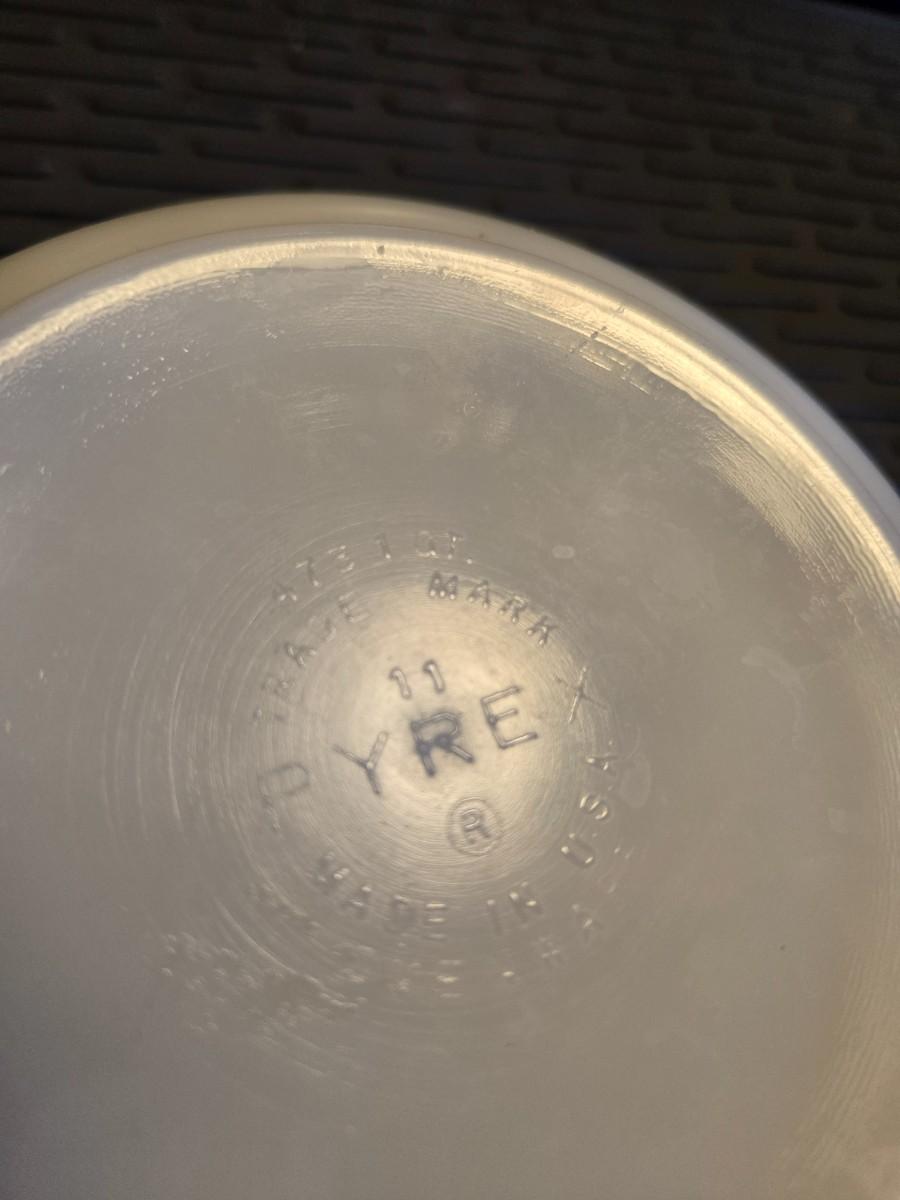 473 1 QT.
TRADE MARK
11
PYREX
®
MADE IN U.S.A.